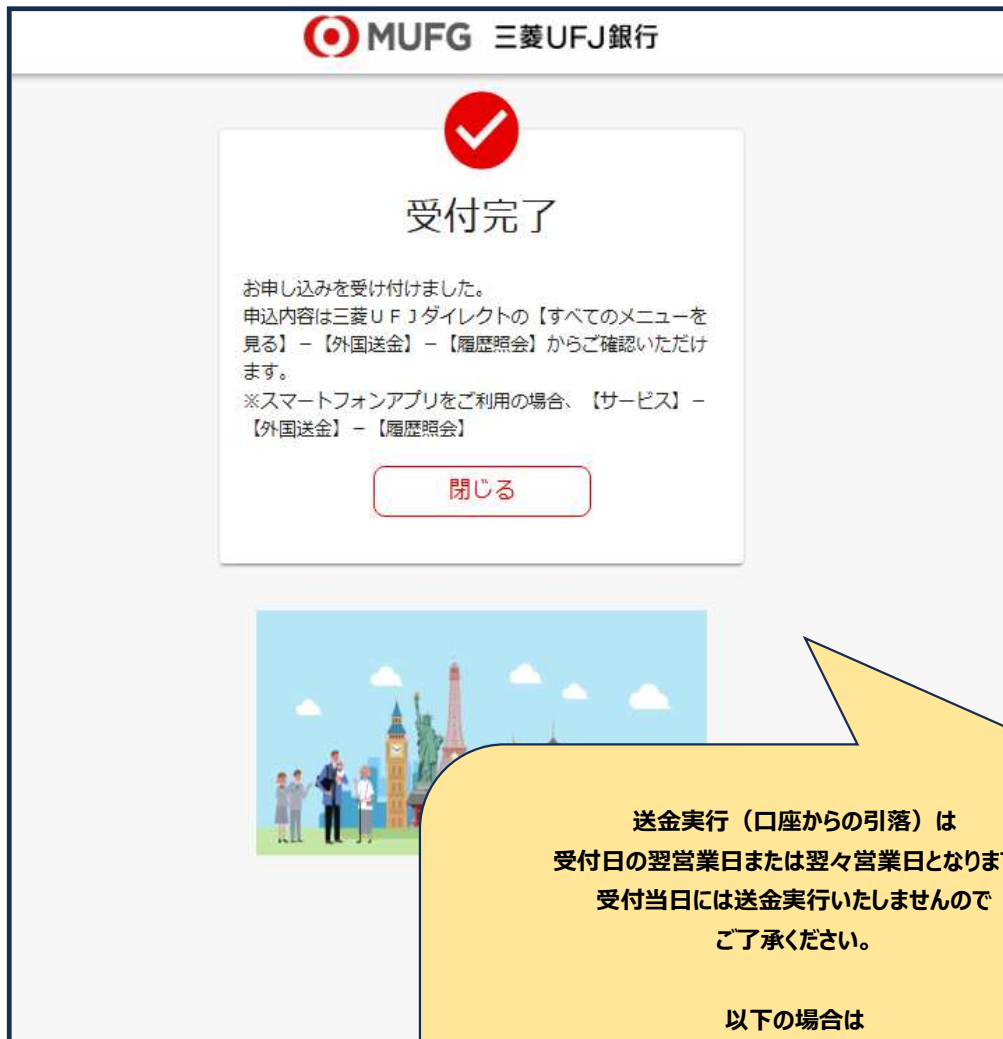 MUFG 三菱UFJ銀行
受付完了
お申し込みを受け付けました。
申込内容は三菱ＵＦＪダイレクトの【すべてのメニューを
見る】－【外国送金】－【履歴照会】からご確認いただけ
ます。
※スマートフォンアプリをご利用の場合、【サービス】－
【外国送金】－【履歴照会】
閉じる
送金実行（口座からの引落）は
受付日の翌営業日または翌々営業日となりま
受付当日には送金実行いたしませんので
ご了承ください。
以下の場合は